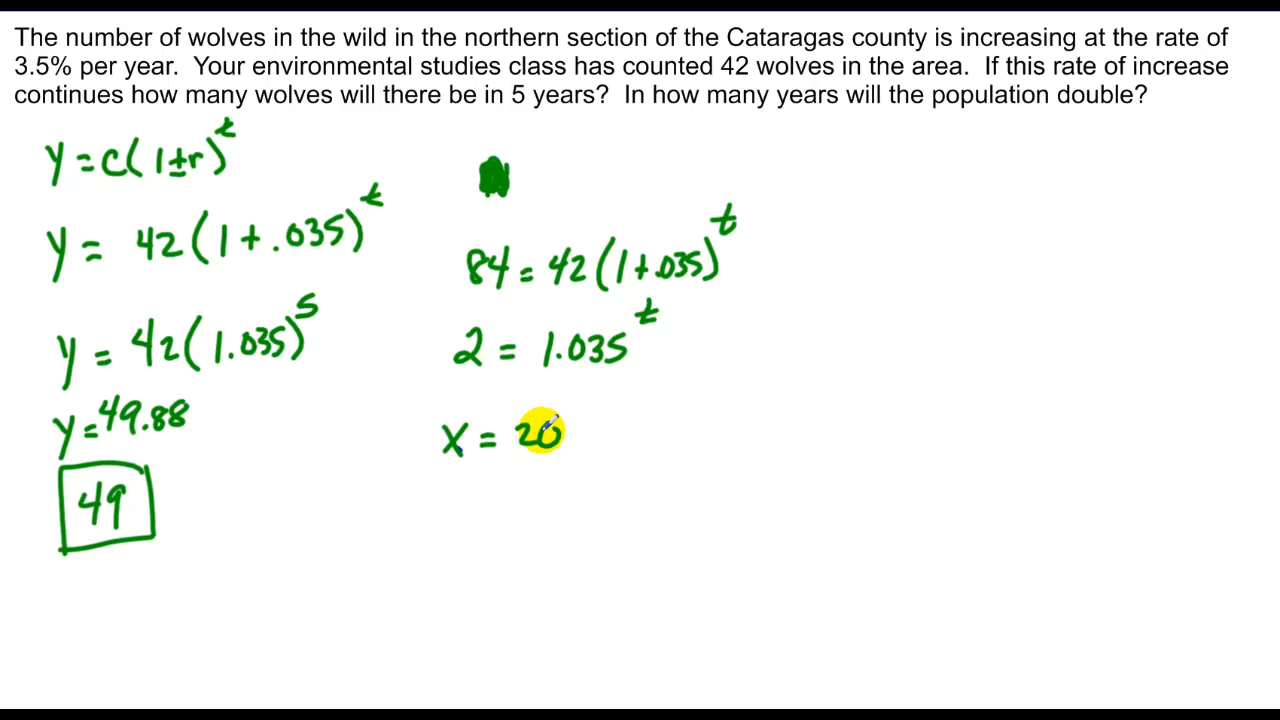 The number of wolves in the wild in the northern section of the Cataragas county is increasing at the rate of
3.5% per year. Your environmental studies class has counted 42 wolves in the area. If this rate of increase
continues how many wolves will there be in 5 years? In how many years will the population double?
y = c(1±r)^t
y = 42(1+.035)^t
y = 42(1.035)^5
y = 49.88
49
84 = 42(1+.035)^t
2 = 1.035^t
x = 20